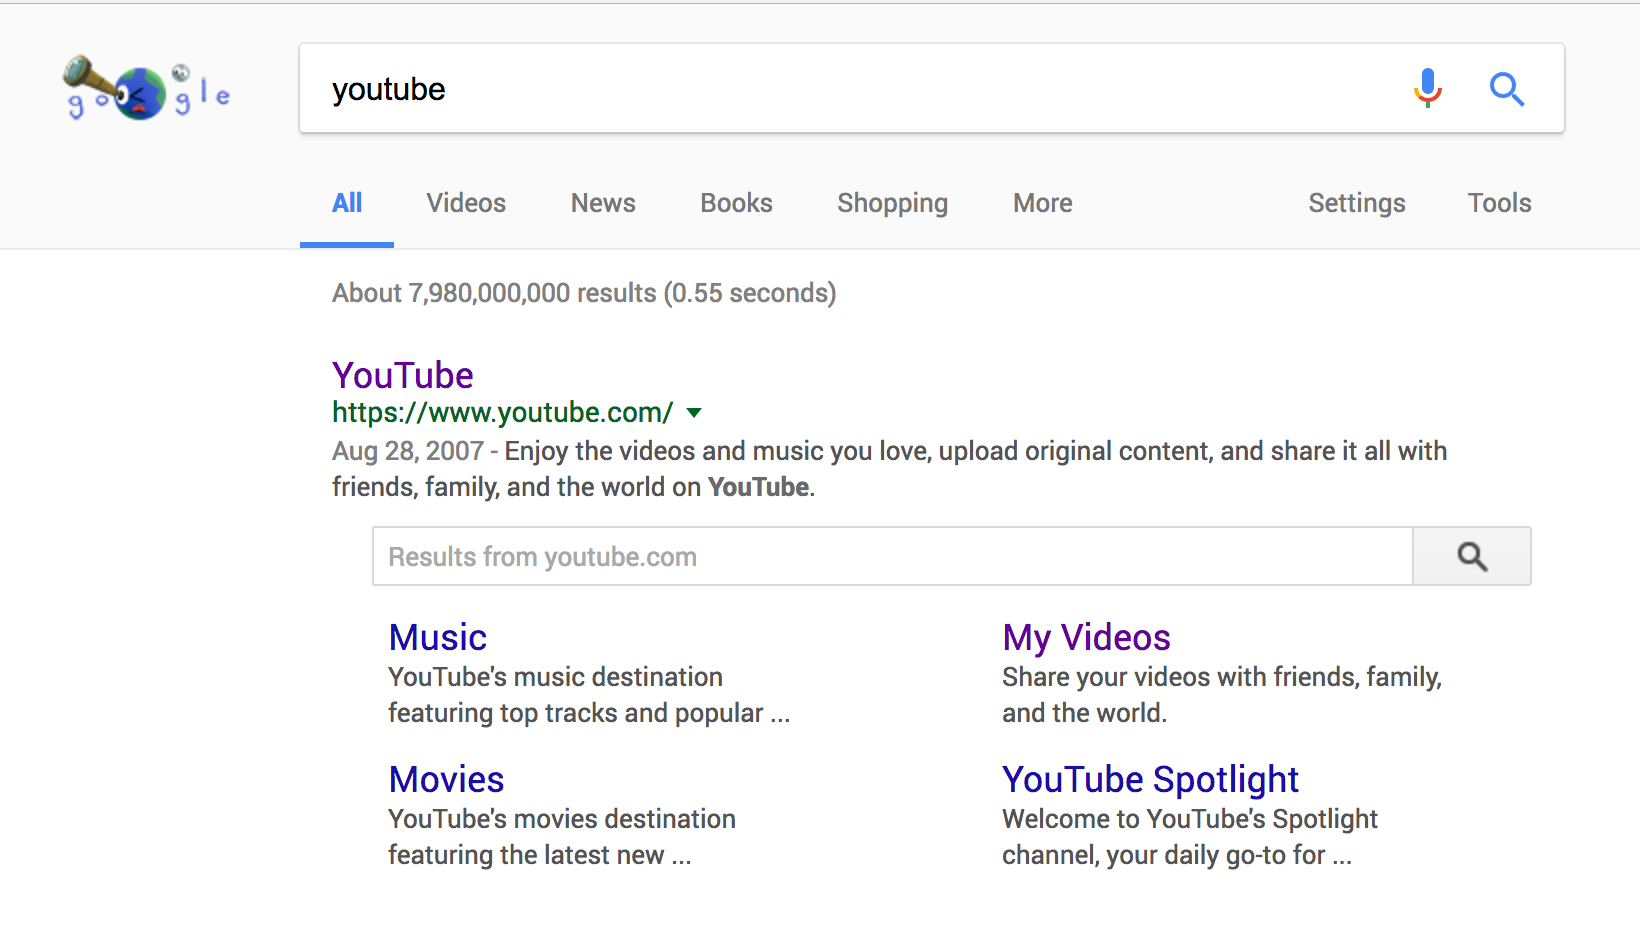 google
youtube
All Videos News Books Shopping More Settings Tools
About 7,980,000,000 results (0.55 seconds)
YouTube
https://www.youtube.com/
Aug 28, 2007 - Enjoy the videos and music you love, upload original content, and share it all with
friends, family, and the world on YouTube.
Results from youtube.com
Music
YouTube's music destination
featuring top tracks and popular ...
My Videos
Share your videos with friends, family,
and the world.
Movies
YouTube's movies destination
featuring the latest new ...
YouTube Spotlight
Welcome to YouTube's Spotlight
channel, your daily go-to for ...